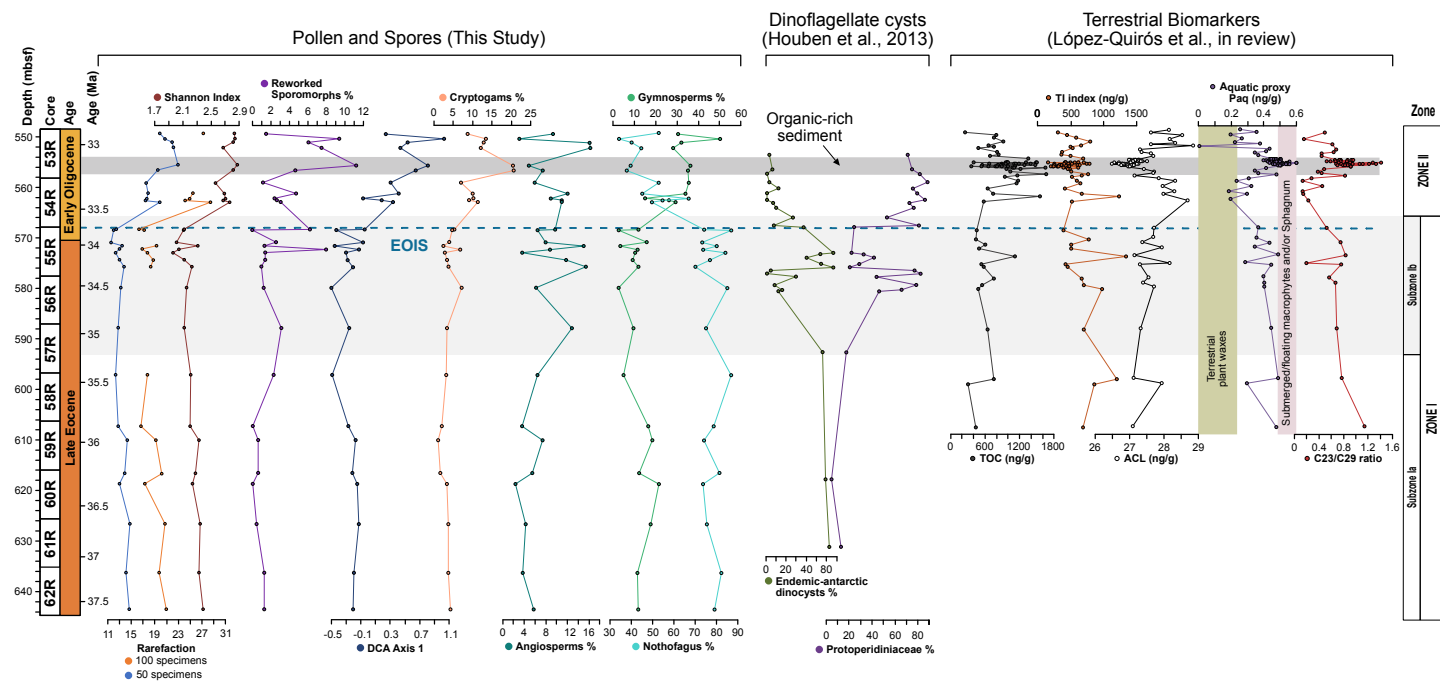 Pollen and Spores (This Study)
Dinoflagellate cysts
(Houben et al., 2013)
Terrestrial Biomarkers
(López-Quirós et al., in review)
Depth (mbsf)
Core
Age
Age (Ma)
Shannon Index
1.7 2.1 2.5 2.9
Reworked
Sporomorphs %
0 2 4 6 8 10 12
Cryptogams %
0 5 10 15 20 25
Gymnosperms %
0 10 20 30 40 50 60
Organic-rich
sediment
TI index (ng/g)
0 500 1000 1500
Aquatic proxy
Paq (ng/g)
0 0.2 0.4 0.6
Zone
550
560
570
580
590
600
610
620
630
640
53R
54R
55R
56R
57R
58R
59R
60R
61R
62R
Early Oligocene
Late Eocene
33
33.5
34
34.5
35
35.5
36
36.5
37
37.5
EOIS
Terrestrial
plant waxes
Submerged/floating macrophytes and/or Sphagnum
ZONE II
Subzone Ib
Subzone Ia
ZONE I
0 600 1200 1800
TOC (ng/g)
26 27 28 29
ACL (ng/g)
0 0.4 0.8 1.2 1.6
C23/C29 ratio
0 20 40 60 80
Endemic-antarctic
dinocysts %
0 20 40 60 80
Protoperidiniaceae %
11 15 19 23 27 31
Rarefaction
100 specimens
50 specimens
-0.5 -0.1 0.3 0.7 1.1
DCA Axis 1
0 4 8 12 16
Angiosperms %
30 40 50 60 70 80 90
Nothofagus %